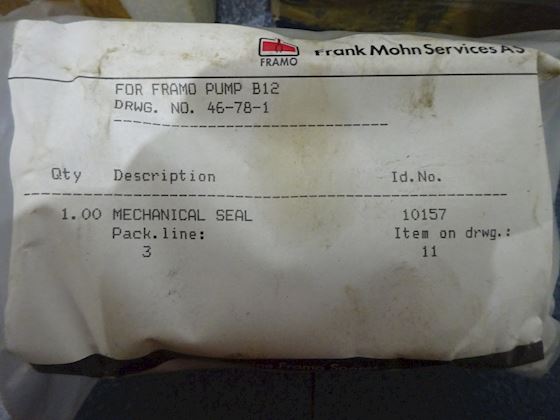 FRAMO
Frank Mohn Services AS
FOR FRAMO PUMP B12
DRWG. NO. 46-78-1
Qty Description Id.No.
1.00 MECHANICAL SEAL 10157
Pack.line: Item on drwg.:
3 11